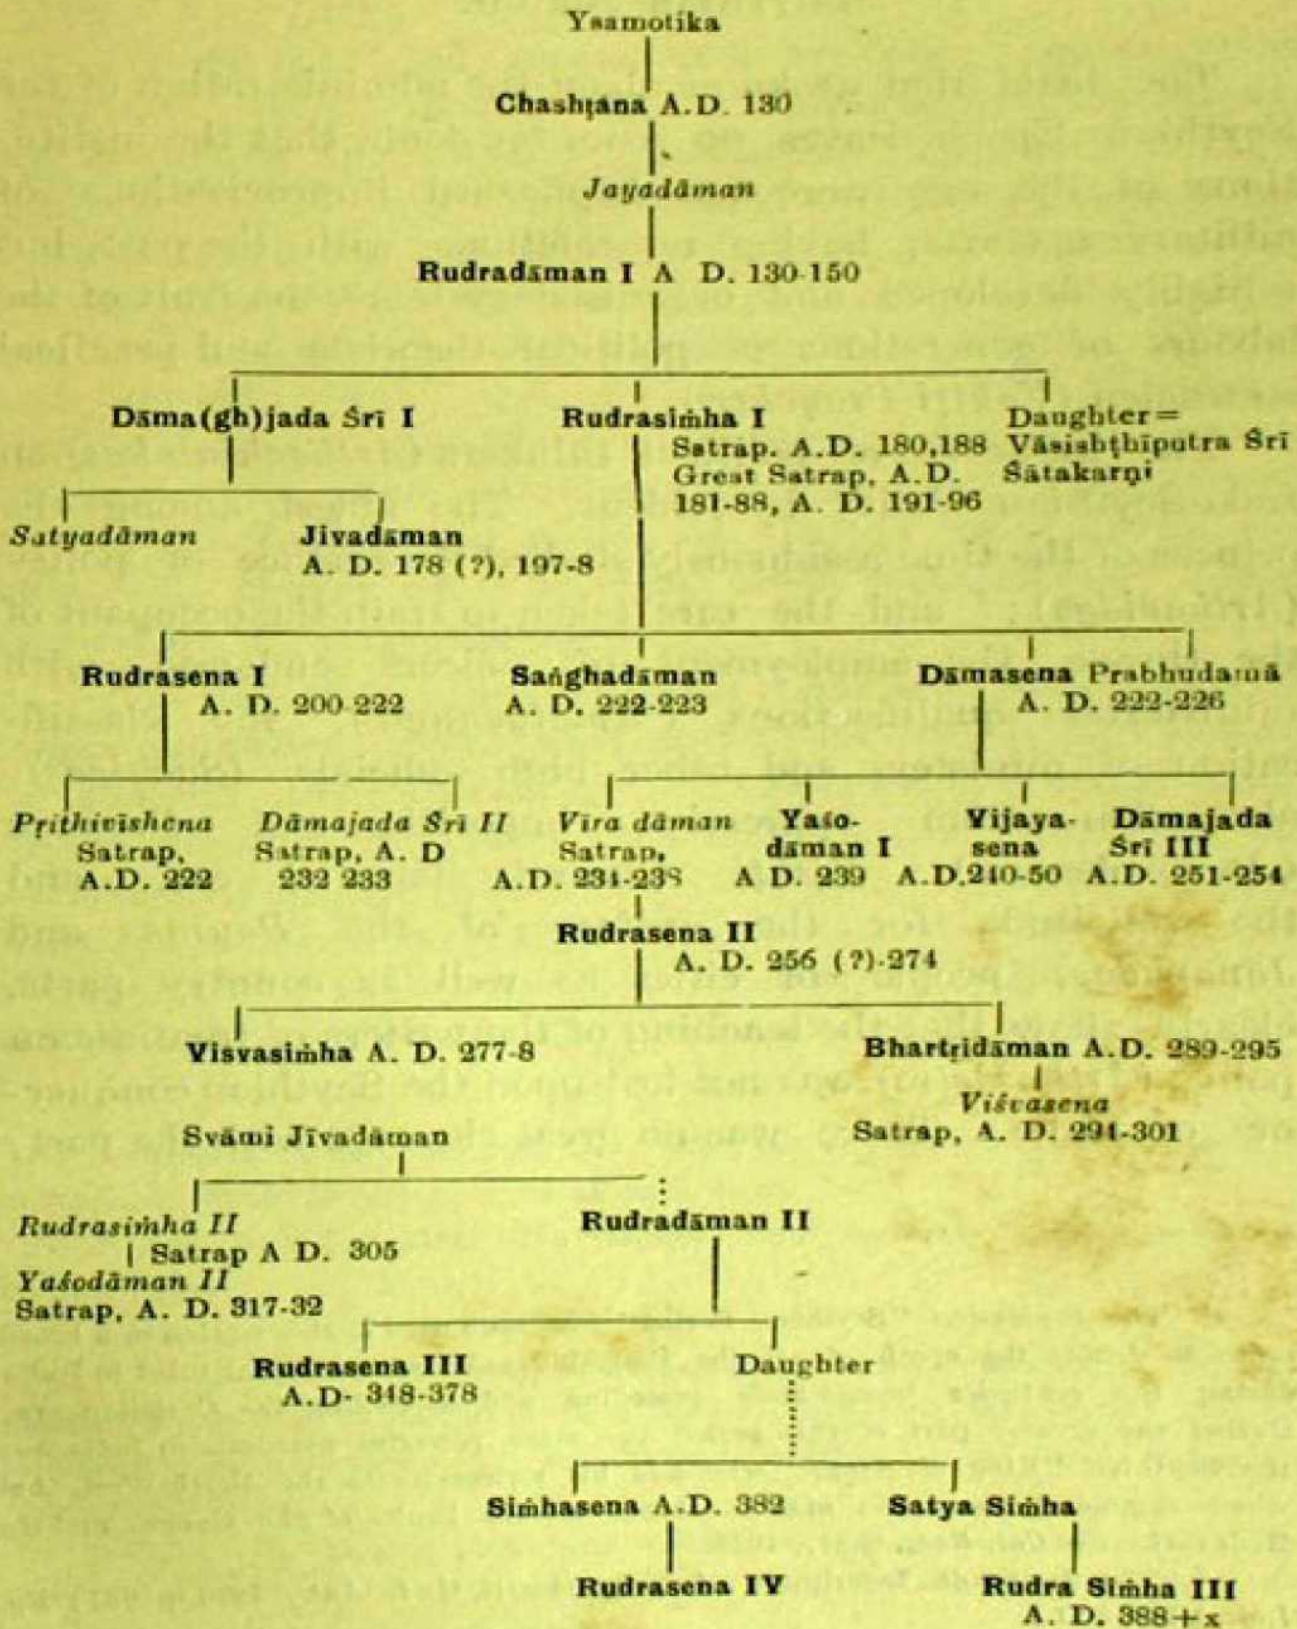 Ysamotika
Chashṭana A.D. 130
Jayadāman
Rudradāman I A D. 130-150
Dāma(gh)jada Śrī I
Rudrasiṁha I
Satrap. A.D. 180,188
Great Satrap, A.D.
181-88, A. D. 191-96
Daughter=
Vāsishṭhīputra Śrī
Śātakarṇi
Satyadāman
Jivadāman
A. D. 178 (?), 197-8
Rudrasena I
A. D. 200-222
Saṅghadāman
A. D. 222-223
Dāmasena Prabhudamā
A. D. 222-226
Pṛithivīshena
Satrap,
A.D. 222
Dāmajada Śrī II
Satrap, A. D
232 233
Vīra dāman
Satrap,
A.D. 234-238
Yaśo-
dāman I
A D. 239
Vijaya-
sena
A.D.240-50
Dāmajada
Śrī III
A.D. 251-254
Rudrasena II
A. D. 256 (?)-274
Visvasiṁha A. D. 277-8
Bhartṛidāman A.D. 289-295
Viśvasena
Satrap, A. D. 294-301
Svāmi Jīvadāman
Rudrasiṁha II
Satrap A D. 305
Yaśodāman II
Satrap, A. D. 317-32
Rudradāman II
Rudrasena III
A.D- 348-378
Daughter
Siṁhasena A.D. 382
Satya Siṁha
Rudrasena IV
Rudra Siṁha III
A. D. 388+x